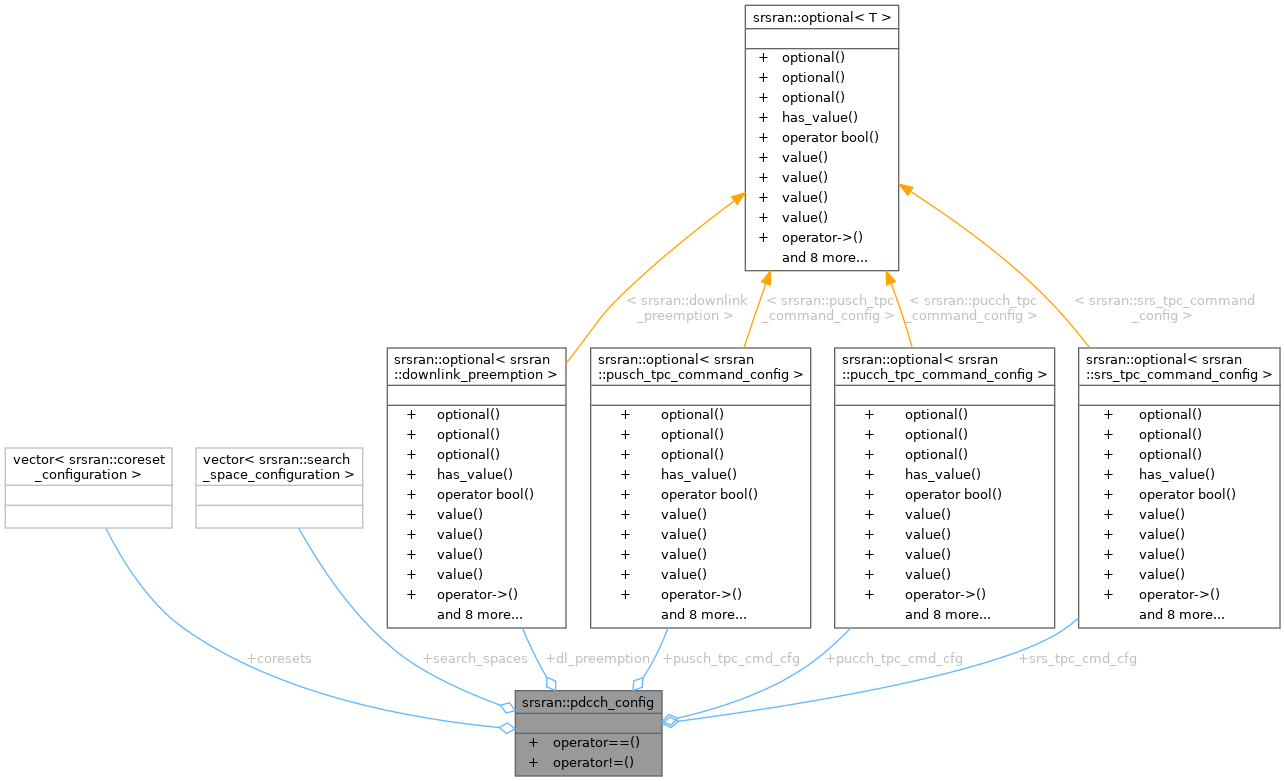 srsran::optional< T >
+ optional()
+ optional()
+ optional()
+ has_value()
+ operator bool()
+ value()
+ value()
+ value()
+ value()
+ operator->()
and 8 more...
< srsran::downlink
_preemption >
< srsran::pusch_tpc
_command_config >
< srsran::pucch_tpc
_command_config >
< srsran::srs_tpc_command
_config >
vector< srsran::coreset
_configuration >
vector< srsran::search
_space_configuration >
srsran::optional< srsran
::downlink_preemption >
+ optional()
+ optional()
+ optional()
+ has_value()
+ operator bool()
+ value()
+ value()
+ value()
+ value()
+ operator->()
and 8 more...
srsran::optional< srsran
::pusch_tpc_command_config >
+ optional()
+ optional()
+ optional()
+ has_value()
+ operator bool()
+ value()
+ value()
+ value()
+ value()
+ operator->()
and 8 more...
srsran::optional< srsran
::pucch_tpc_command_config >
+ optional()
+ optional()
+ optional()
+ has_value()
+ operator bool()
+ value()
+ value()
+ value()
+ value()
+ operator->()
and 8 more...
srsran::optional< srsran
::srs_tpc_command_config >
+ optional()
+ optional()
+ optional()
+ has_value()
+ operator bool()
+ value()
+ value()
+ value()
+ value()
+ operator->()
and 8 more...
+coresets
+search_spaces
+dl_preemption
+pusch_tpc_cmd_cfg
+pucch_tpc_cmd_cfg
+srs_tpc_cmd_cfg
srsran::pdcch_config
+ operator==()
+ operator!=()